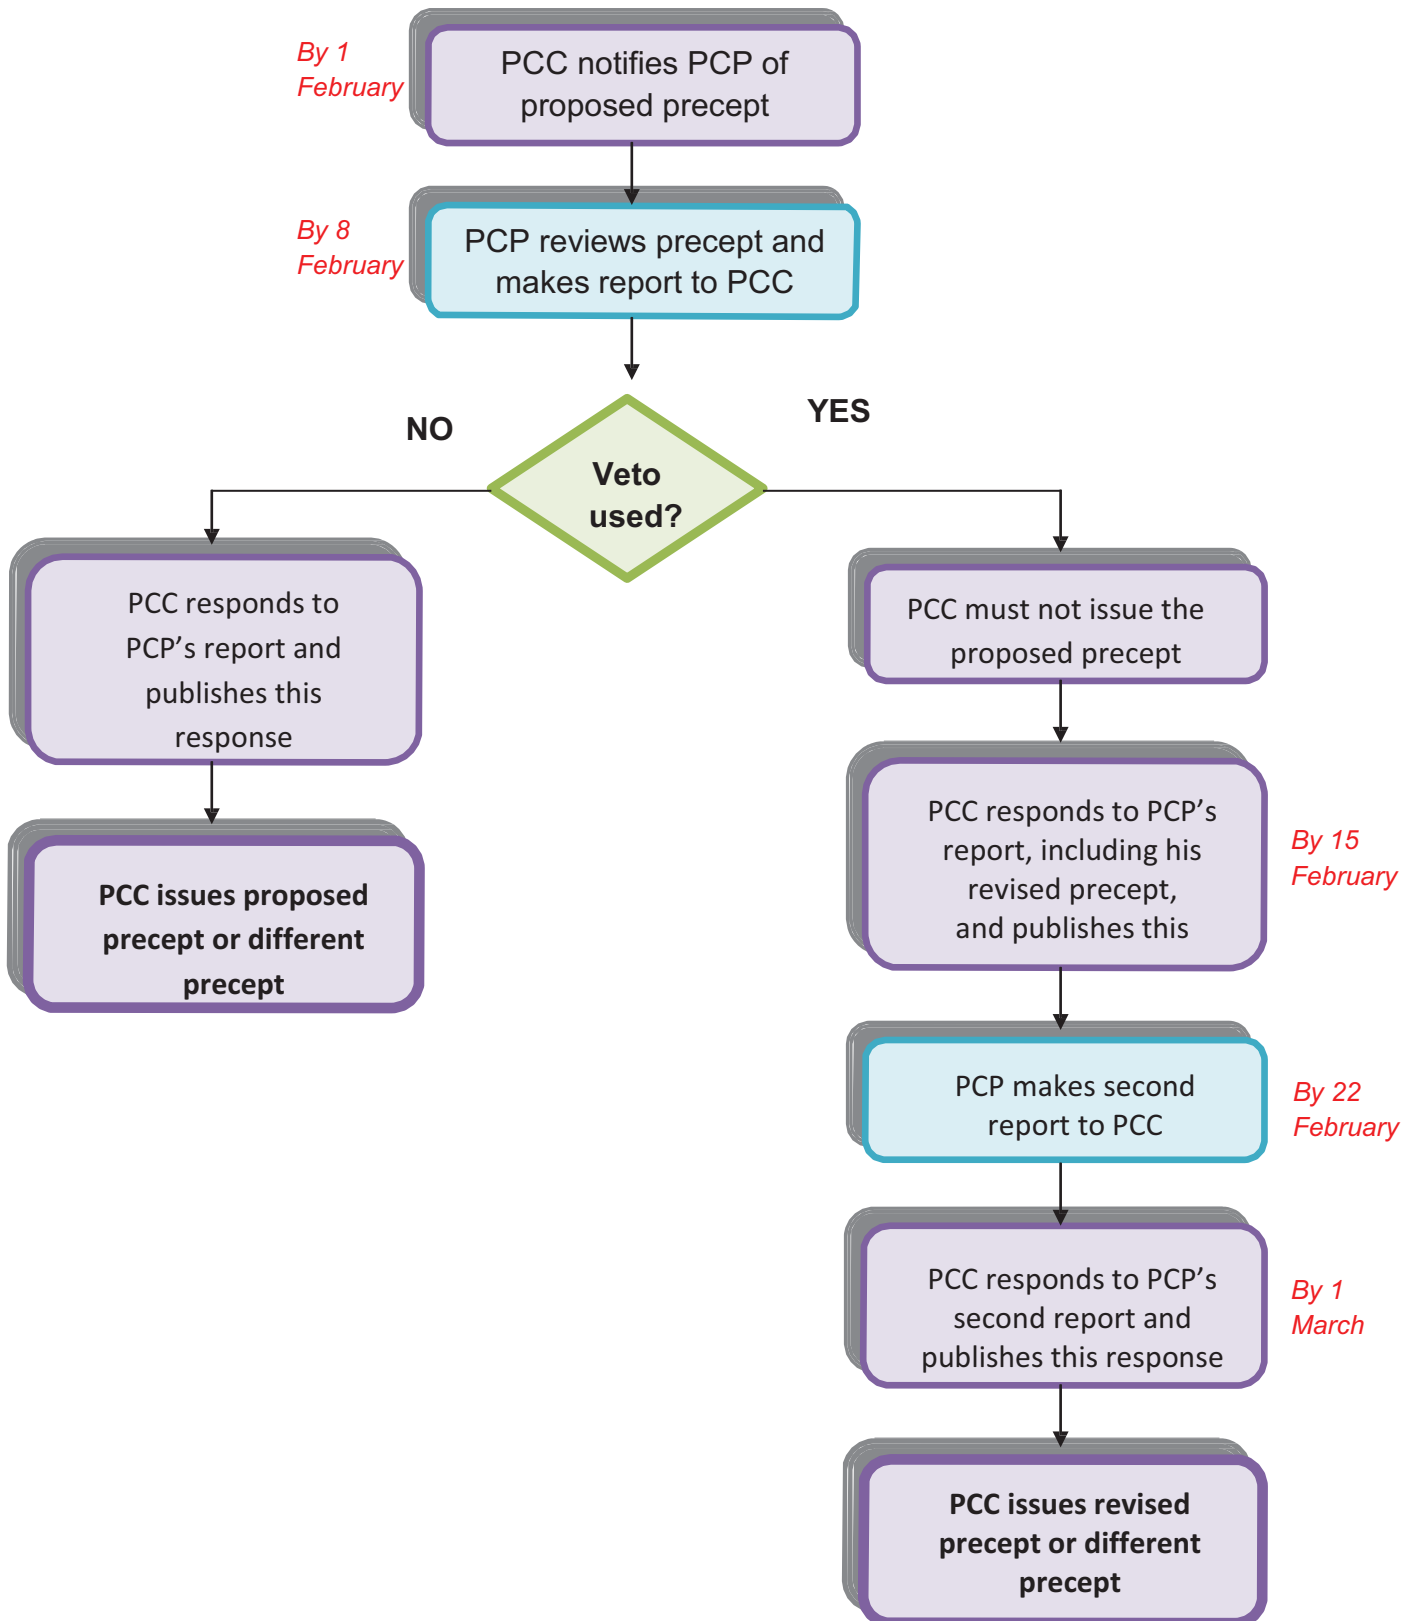 By 1
February
PCC notifies PCP of
proposed precept
By 8
February
PCP reviews precept and
makes report to PCC
NO
YES
Veto
used?
PCC responds to
PCP’s report and
publishes this
response
PCC issues proposed
precept or different
precept
PCC must not issue the
proposed precept
PCC responds to PCP’s
report, including his
revised precept,
and publishes this
By 15
February
PCP makes second
report to PCC
By 22
February
PCC responds to PCP’s
second report and
publishes this response
By 1
March
PCC issues revised
precept or different
precept